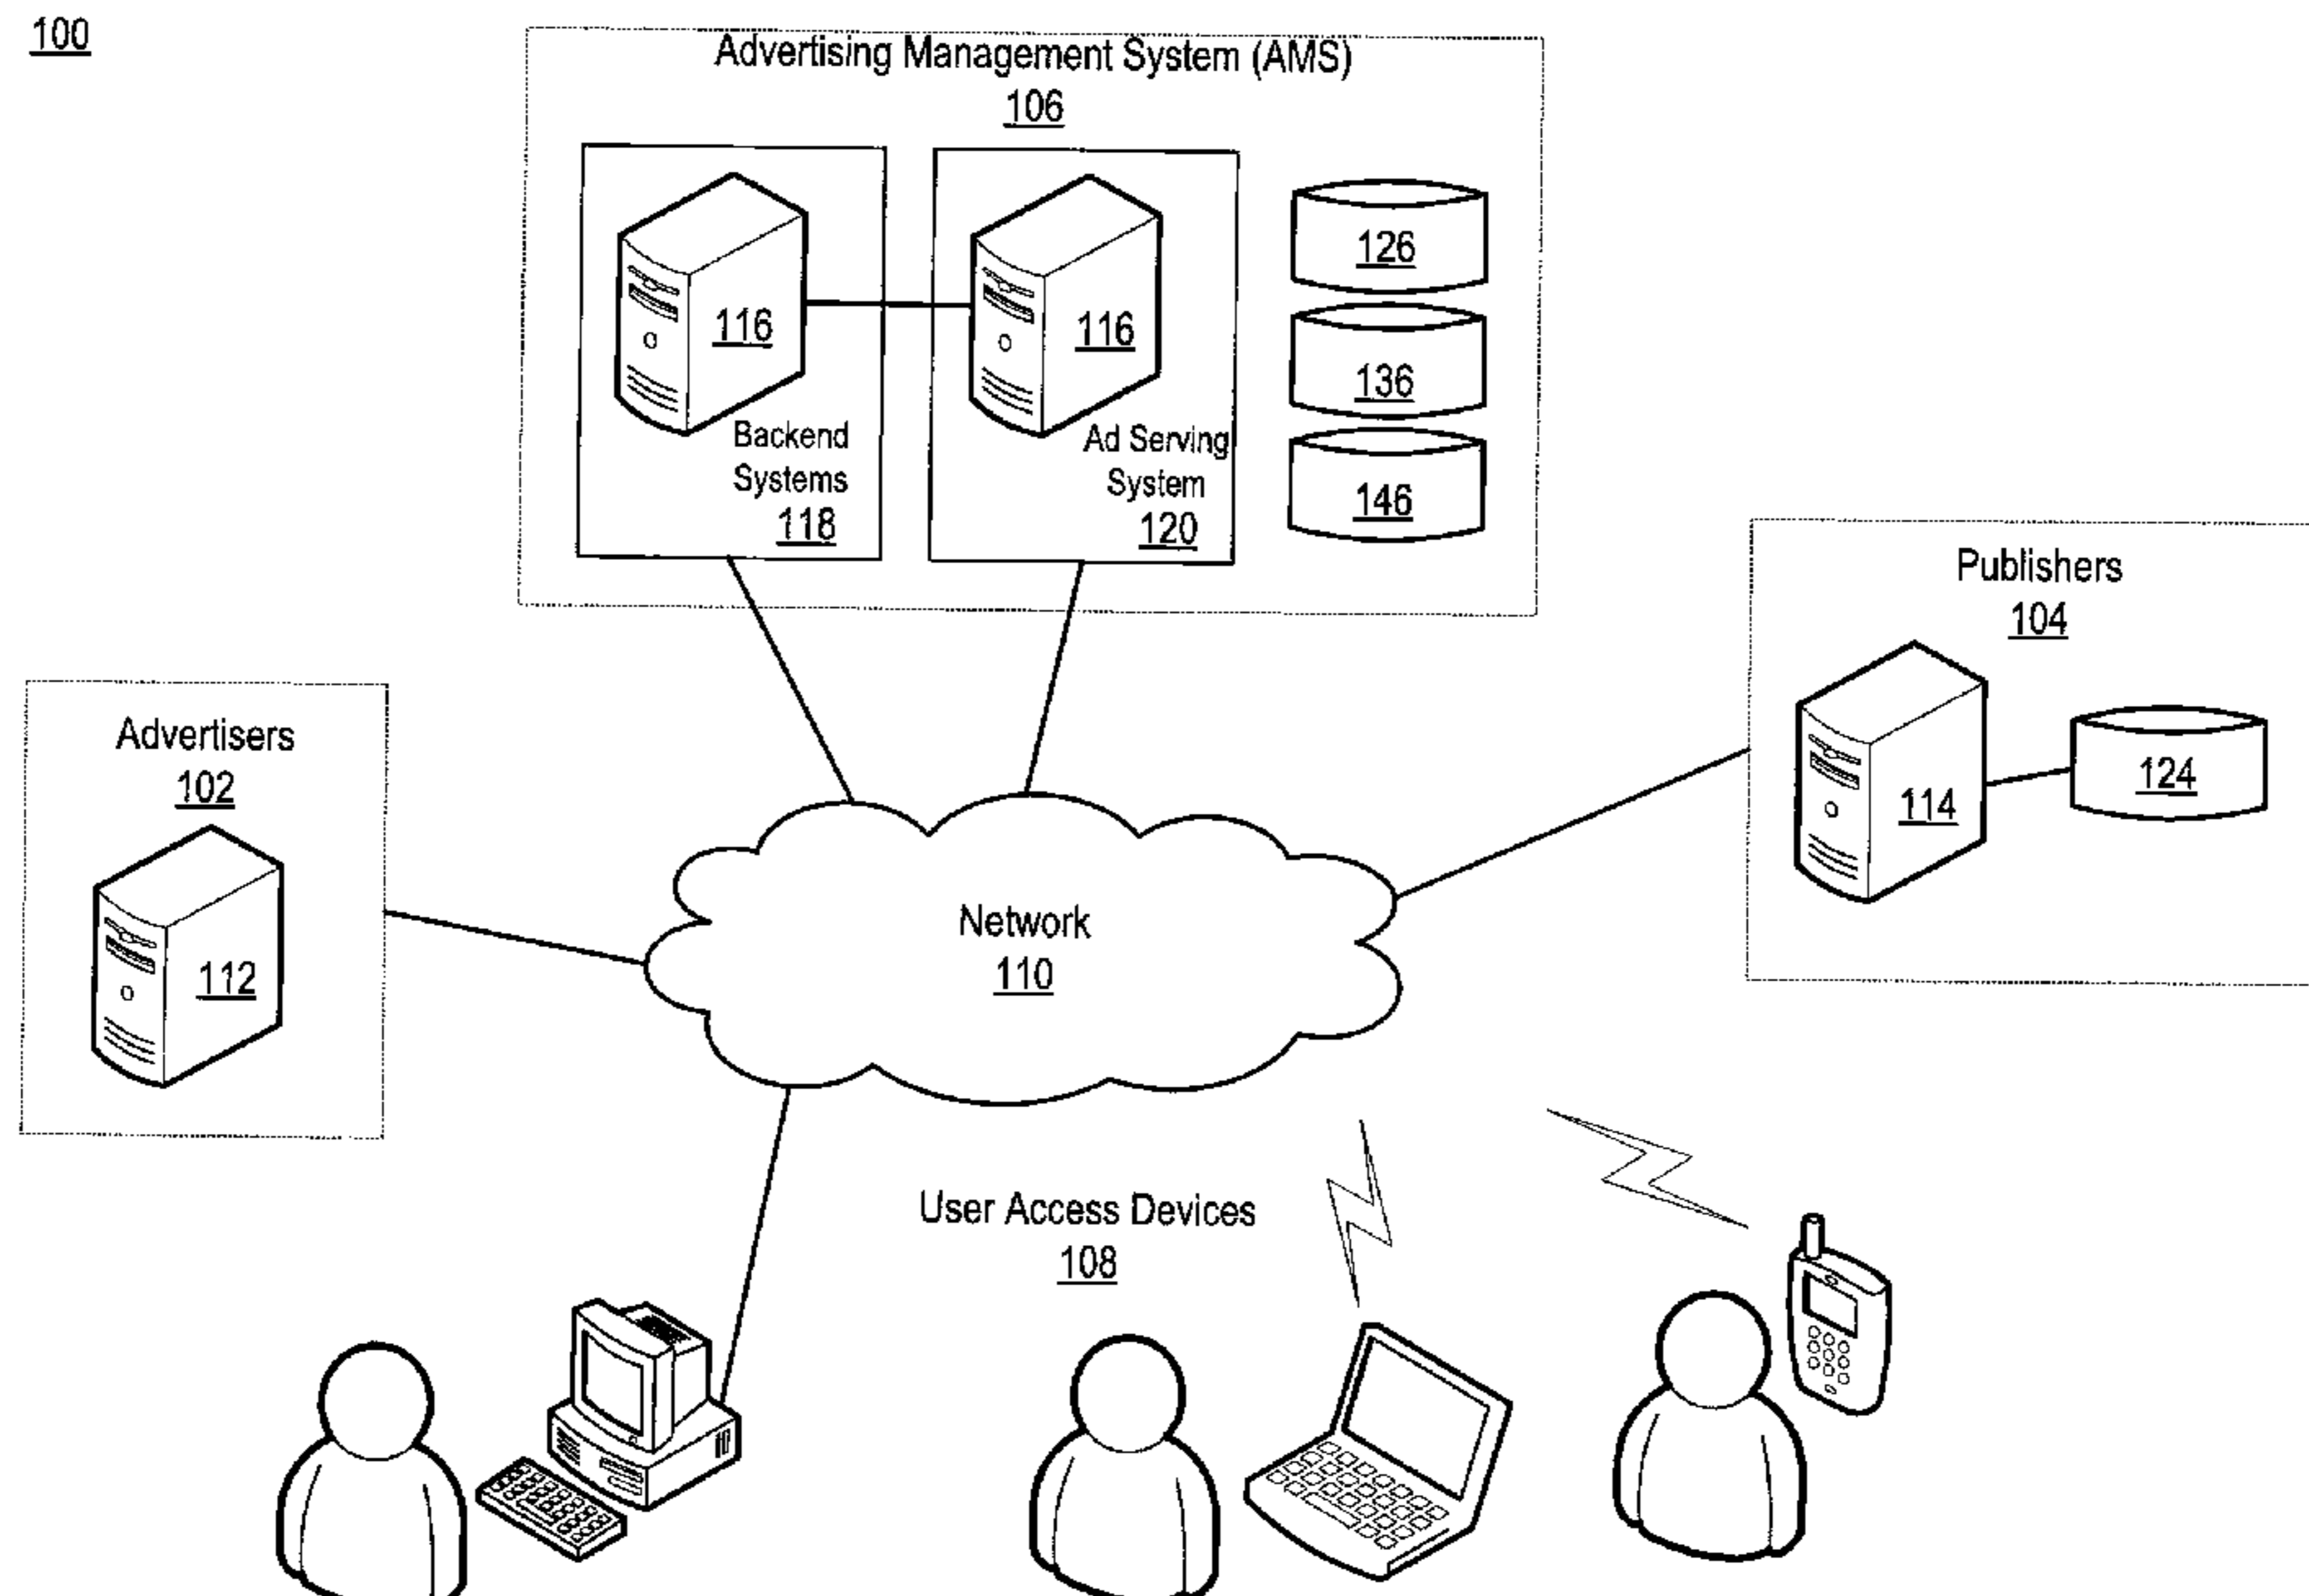 100
Advertising Management System (AMS)
106
116
116
126
136
146
Backend
Systems
118
Ad Serving
System
120
Publishers
104
114
124
Advertisers
102
112
Network
110
User Access Devices
108